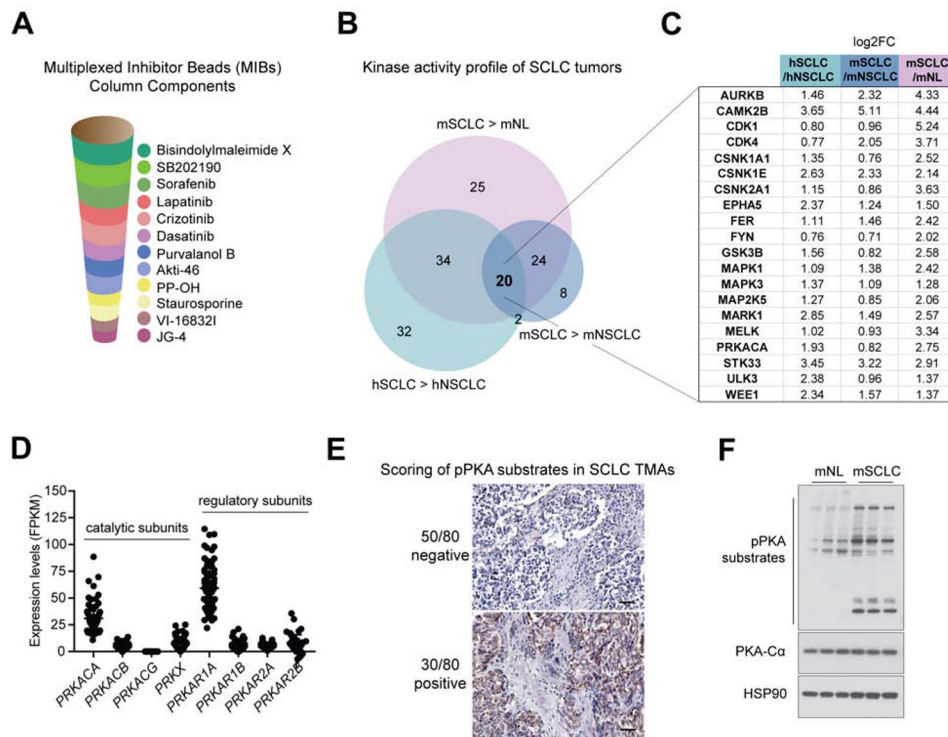 A
Multiplexed Inhibitor Beads (MIBs)
Column Components
Bisindolylmaleimide X
SB202190
Sorafenib
Lapatinib
Crizotinib
Dasatinib
Purvalanol B
Akti-46
PP-OH
Staurosporine
VI-16832I
JG-4
B
Kinase activity profile of SCLC tumors
mSCLC > mNL
25
34
24
20
8
32
2
mSCLC > mNSCLC
hSCLC > hNSCLC
C
log2FC
hSCLC /hNSCLC mSCLC /mNSCLC mSCLC /mNL
AURKB 1.46 2.32 4.33
CAMK2B 3.65 5.11 4.44
CDK1 0.80 0.96 5.24
CDK4 0.77 2.05 3.71
CSNK1A1 1.35 0.76 2.52
CSNK1E 2.63 2.33 2.14
CSNK2A1 1.15 0.86 3.63
EPHA5 2.37 1.24 1.50
FER 1.11 1.46 2.42
FYN 0.76 0.71 2.02
GSK3B 1.56 0.82 2.58
MAPK1 1.09 1.38 2.42
MAPK3 1.37 1.09 1.28
MAP2K5 1.27 0.85 2.06
MARK1 2.85 1.49 2.57
MELK 1.02 0.93 3.34
PRKACA 1.93 0.82 2.75
STK33 3.45 3.22 2.91
ULK3 2.38 0.96 1.37
WEE1 2.34 1.57 1.37
D
Expression levels (FPKM)
150
125
100
75
50
25
0
catalytic subunits
regulatory subunits
PRKACA
PRKACB
PRKACG
PRKX
PRKAR1A
PRKAR1B
PRKAR2A
PRKAR2B
E
Scoring of pPKA substrates in SCLC TMAs
50/80
negative
30/80
positive
F
mNL mSCLC
pPKA
substrates
PKA-Cα
HSP90